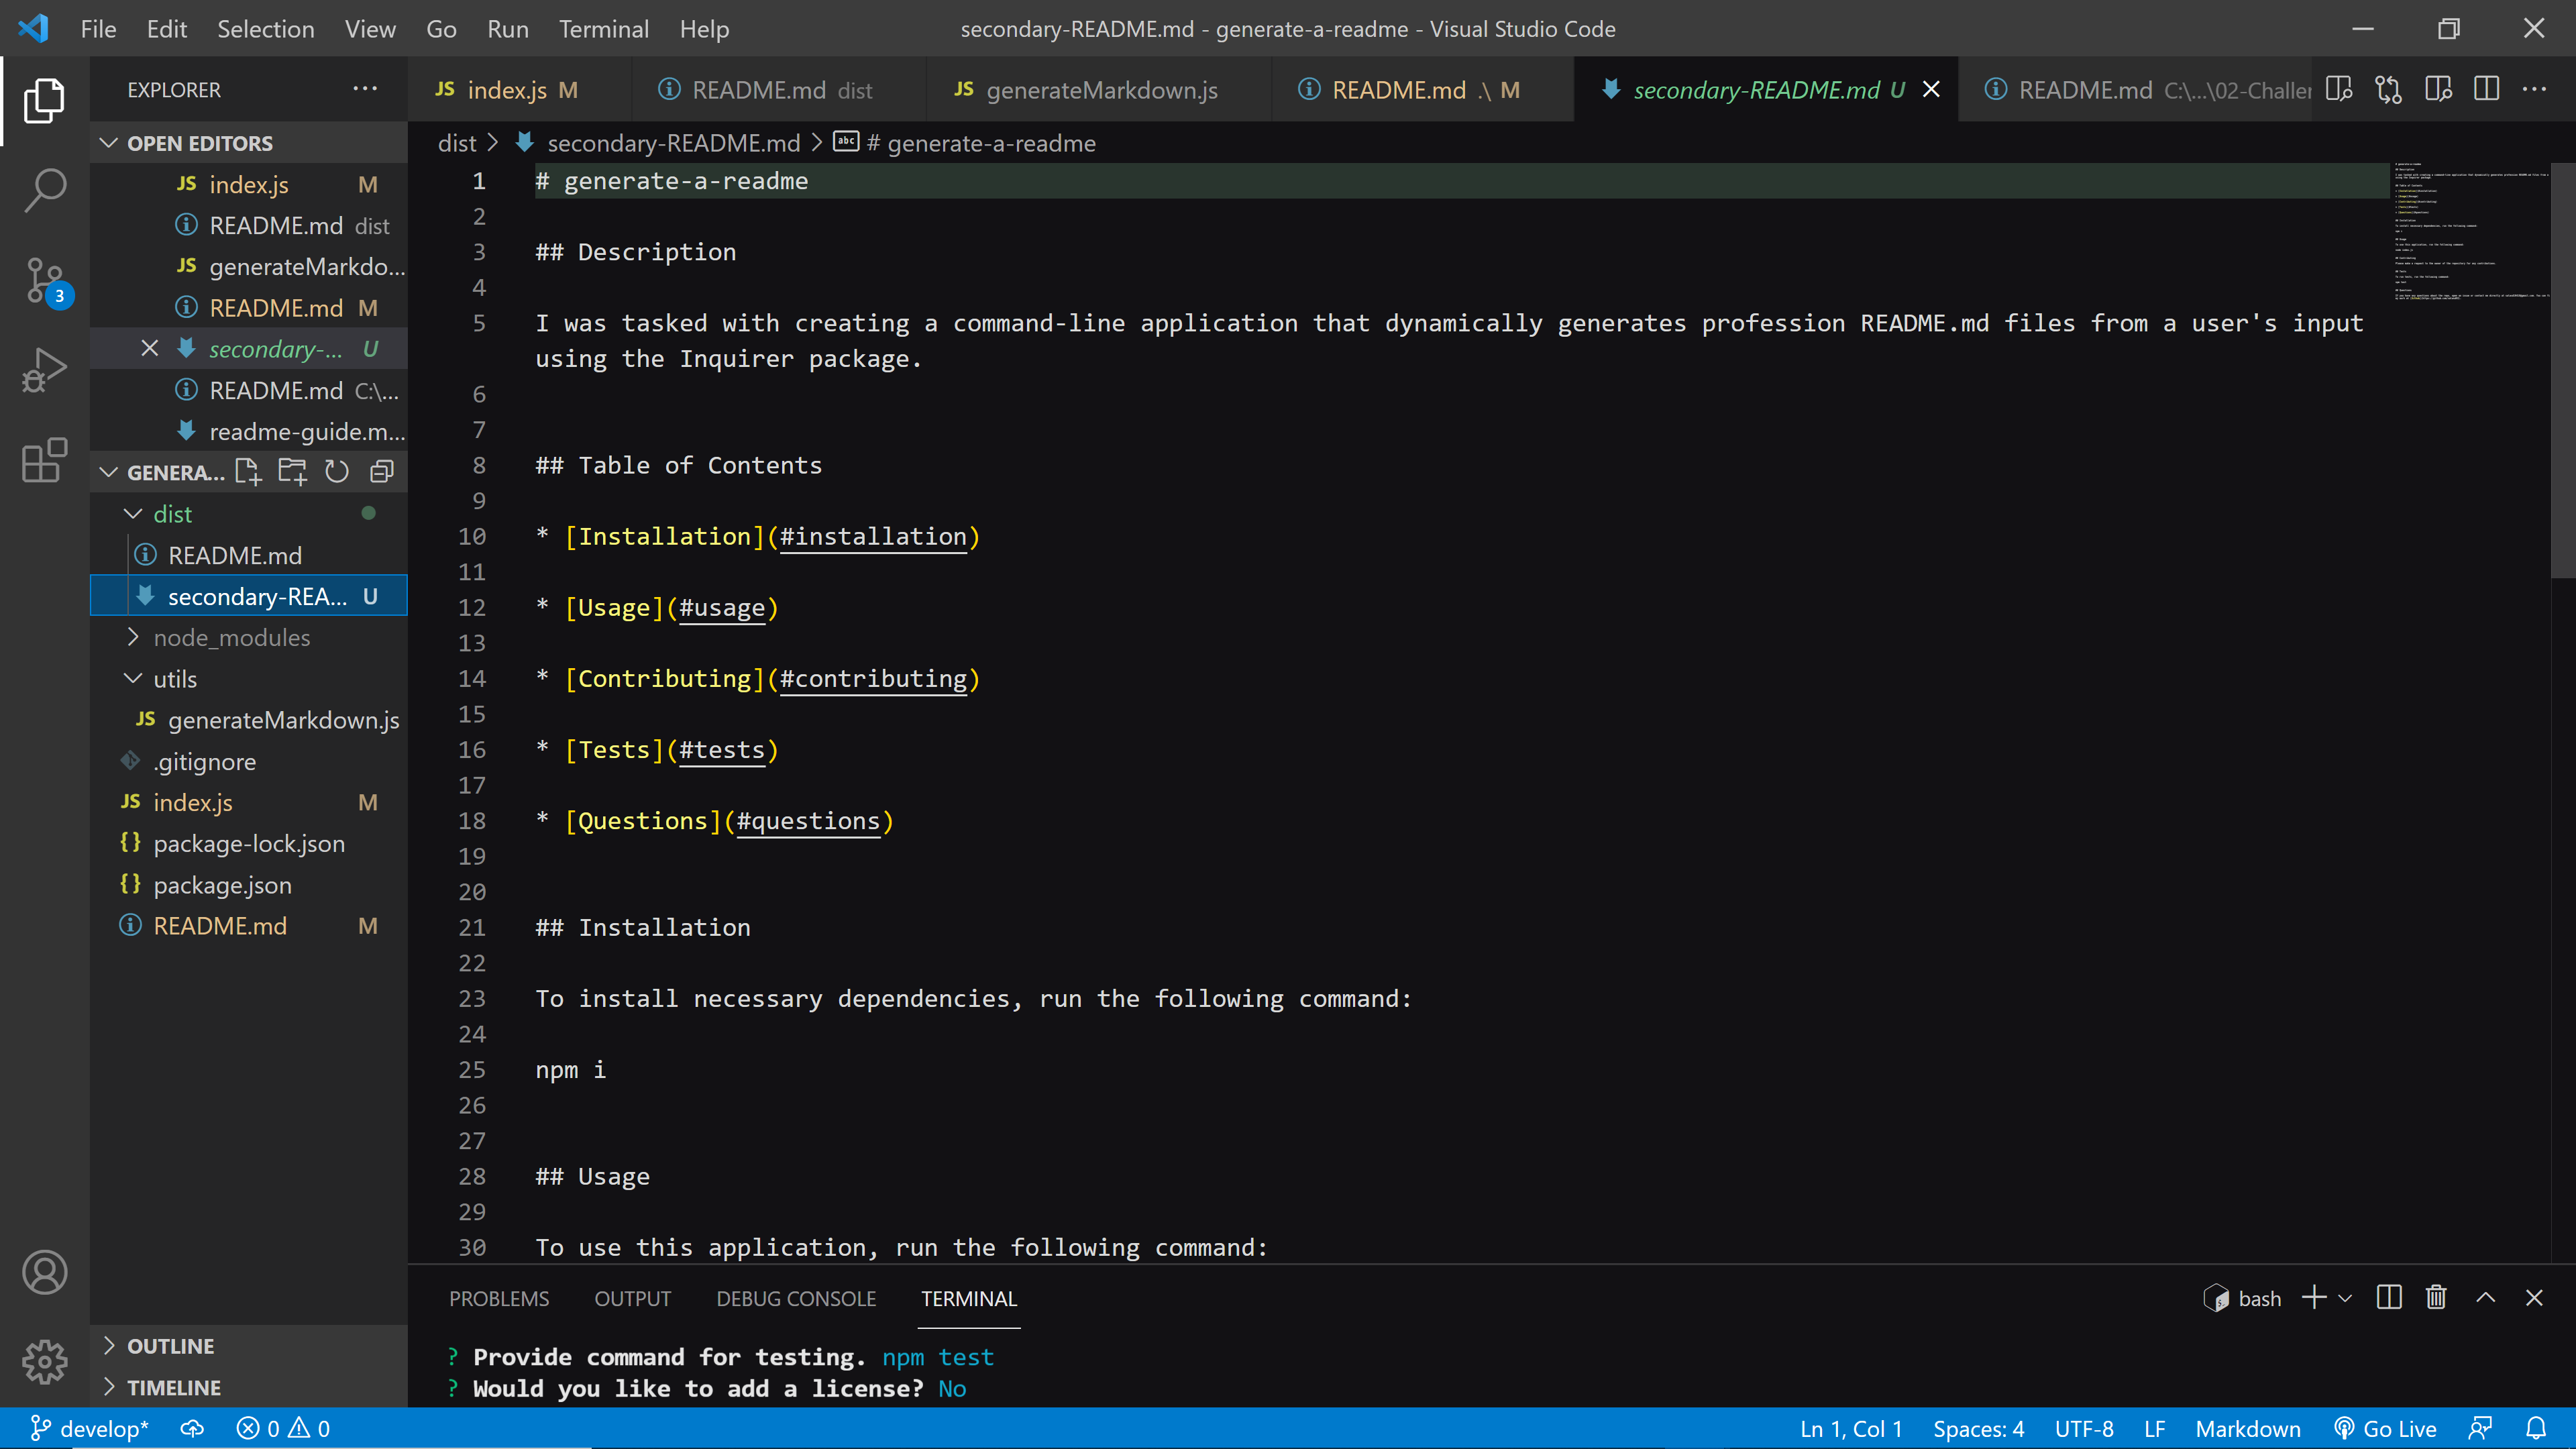 File Edit Selection View Go Run Terminal Help
secondary-README.md - generate-a-readme - Visual Studio Code
EXPLORER
JS index.js M
README.md dist
JS generateMarkdown.js
README.md .\ M
secondary-README.md U
README.md C:\...\02-Challer
OPEN EDITORS
JS index.js M
README.md dist
JS generateMarkdo...
README.md M
secondary-... U
README.md C:\...
readme-guide.m...
3
GENERA...
dist
README.md
secondary-REA... U
node_modules
utils
JS generateMarkdown.js
.gitignore
JS index.js M
{} package-lock.json
{} package.json
README.md M
OUTLINE
TIMELINE
dist > secondary-README.md > abc # generate-a-readme
1 # generate-a-readme
2
3 ## Description
4
5 I was tasked with creating a command-line application that dynamically generates profession README.md files from a user's input
using the Inquirer package.
6
7
8 ## Table of Contents
9
10 * [Installation](#installation)
11
12 * [Usage](#usage)
13
14 * [Contributing](#contributing)
15
16 * [Tests](#tests)
17
18 * [Questions](#questions)
19
20
21 ## Installation
22
23 To install necessary dependencies, run the following command:
24
25 npm i
26
27
28 ## Usage
29
30 To use this application, run the following command:
PROBLEMS OUTPUT DEBUG CONSOLE TERMINAL
bash
? Provide command for testing. npm test
? Would you like to add a license? No
develop* 0 0
Ln 1, Col 1 Spaces: 4 UTF-8 LF Markdown Go Live